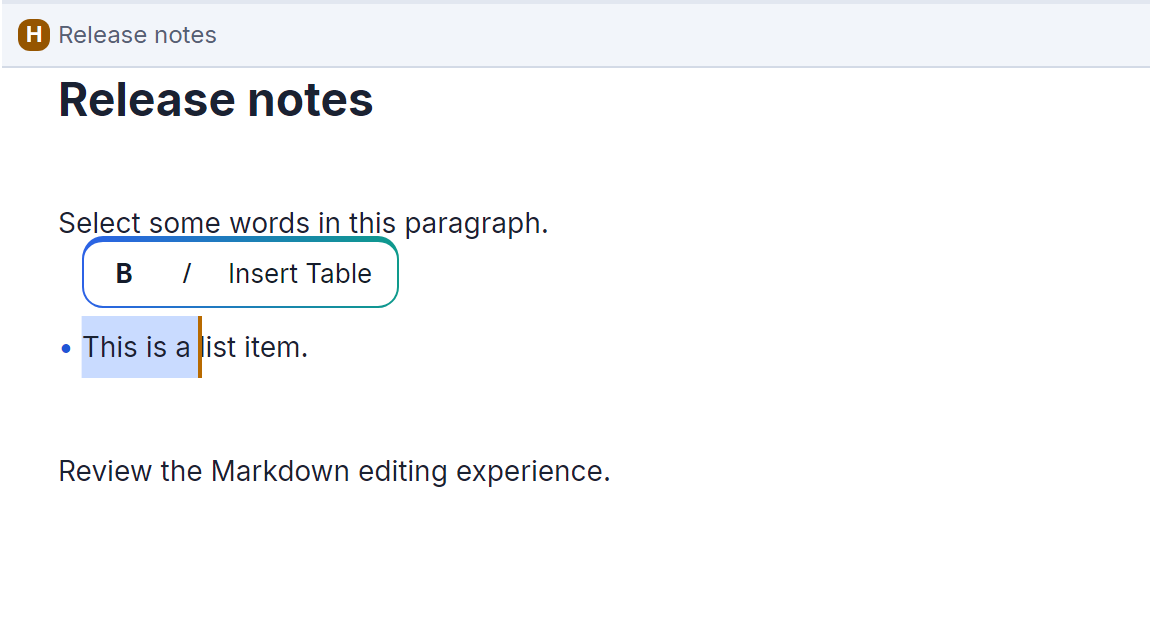 H Release notes
Release notes
Select some words in this paragraph.
B / Insert Table
• This is a list item.
Review the Markdown editing experience.